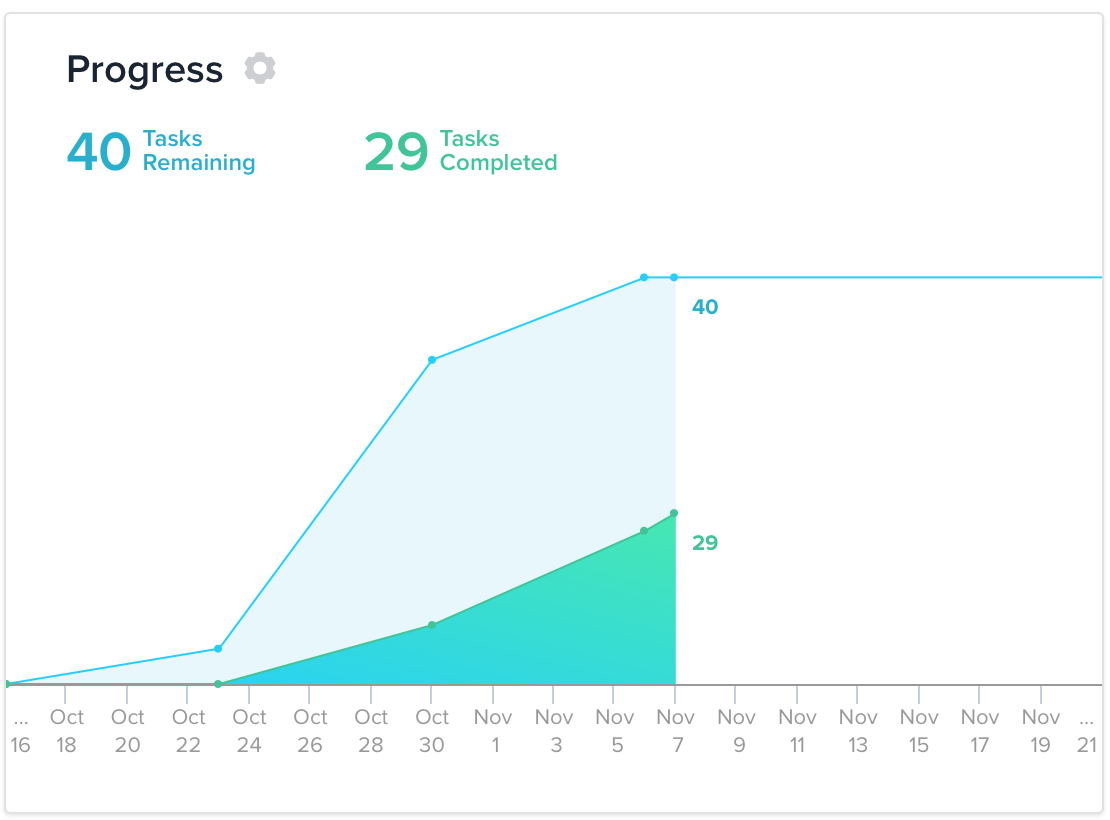 Progress
40 Tasks Remaining
29 Tasks Completed
40
29
... Oct Oct Oct Oct Oct Oct Oct Nov Nov Nov Nov Nov Nov Nov Nov Nov Nov ...
16 18 20 22 24 26 28 30 1 3 5 7 9 11 13 15 17 19 21